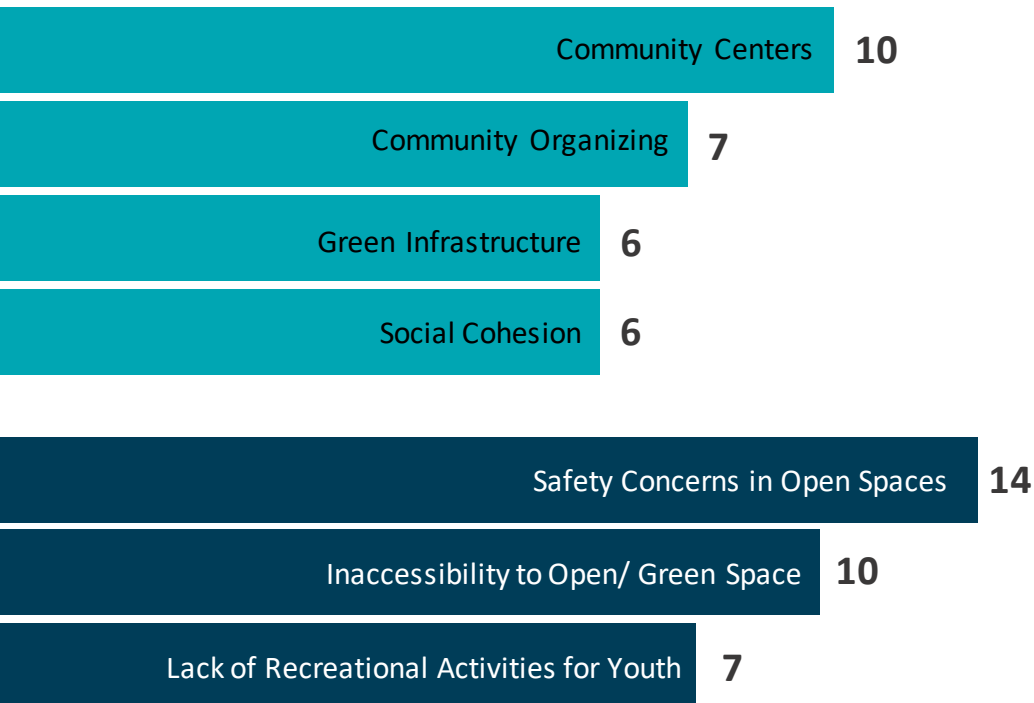 Community Centers 10
Community Organizing 7
Green Infrastructure 6
Social Cohesion 6
Safety Concerns in Open Spaces 14
Inaccessibility to Open/ Green Space 10
Lack of Recreational Activities for Youth 7